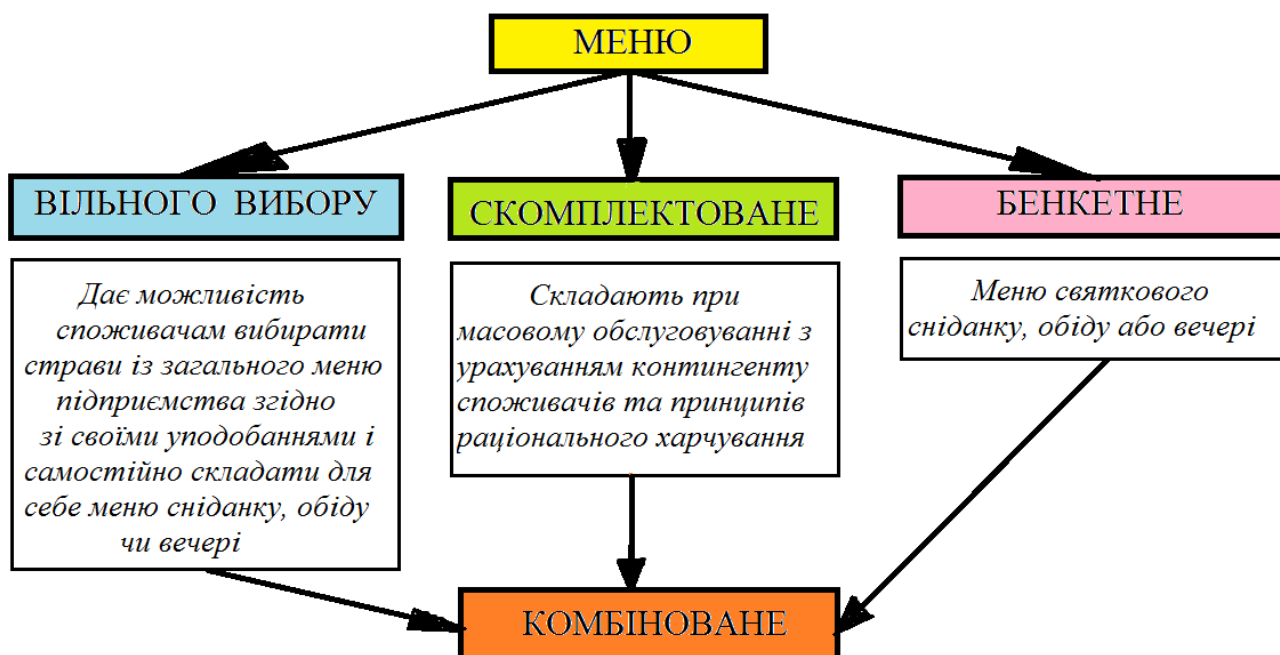 МЕНЮ
ВІЛЬНОГО ВИБОРУ
Дає можливість
споживачам вибирати
страви із загального меню
підприємства згідно
зі своїми уподобаннями і
самостійно складати для
себе меню сніданку, обіду
чи вечері
СКОМПЛЕКТОВАНЕ
Складають при
масовому обслуговуванні з
урахуванням контингенту
споживачів та принципів
раціонального харчування
БЕНКЕТНЕ
Меню святкового
сніданку, обіду або вечері
КОМБІНОВАНЕ